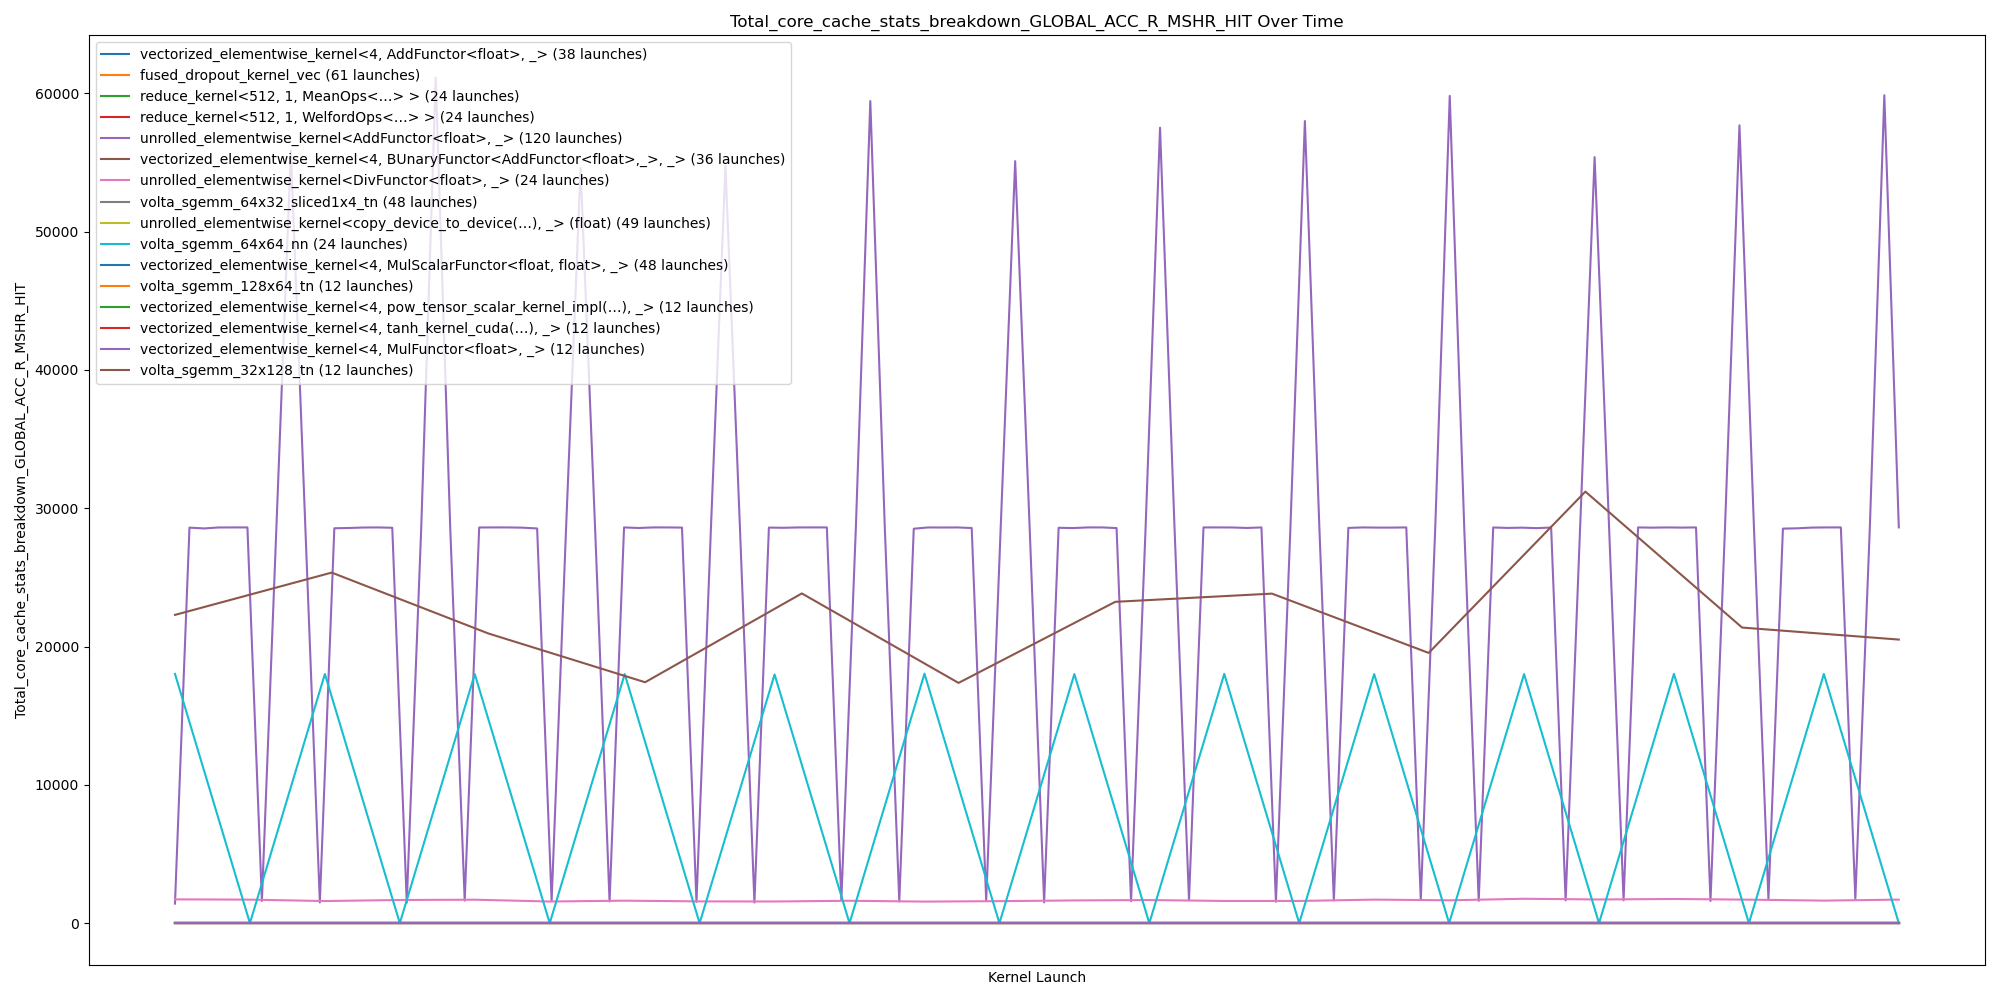 Total_core_cache_stats_breakdown_GLOBAL_ACC_R_MSHR_HIT Over Time
vectorized_elementwise_kernel<4, AddFunctor<float>, _> (38 launches)
fused_dropout_kernel_vec (61 launches)
reduce_kernel<512, 1, MeanOps<...> > (24 launches)
reduce_kernel<512, 1, WelfordOps<...> > (24 launches)
unrolled_elementwise_kernel<AddFunctor<float>, _> (120 launches)
vectorized_elementwise_kernel<4, BUnaryFunctor<AddFunctor<float>,_>, _> (36 launches)
unrolled_elementwise_kernel<DivFunctor<float>, _> (24 launches)
volta_sgemm_64x32_sliced1x4_tn (48 launches)
unrolled_elementwise_kernel<copy_device_to_device(...), _> (float) (49 launches)
volta_sgemm_64x64_nn (24 launches)
vectorized_elementwise_kernel<4, MulScalarFunctor<float, float>, _> (48 launches)
volta_sgemm_128x64_tn (12 launches)
vectorized_elementwise_kernel<4, pow_tensor_scalar_kernel_impl(...), _> (12 launches)
vectorized_elementwise_kernel<4, tanh_kernel_cuda(...), _> (12 launches)
vectorized_elementwise_kernel<4, MulFunctor<float>, _> (12 launches)
volta_sgemm_32x128_tn (12 launches)
Total_core_cache_stats_breakdown_GLOBAL_ACC_R_MSHR_HIT
60000
50000
40000
30000
20000
10000
0
Kernel Launch